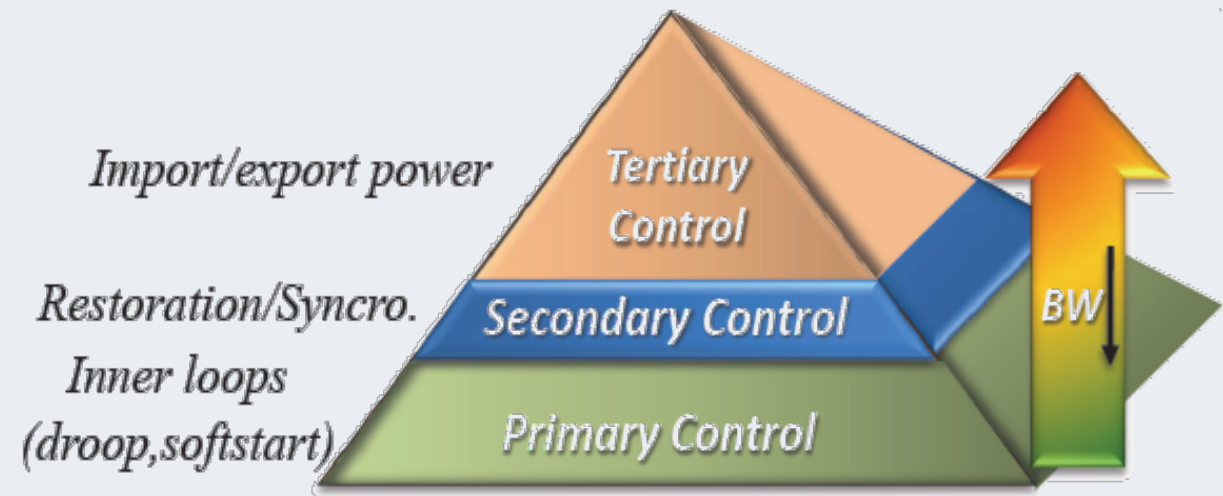 Import/export power
Tertiary
Control
Restoration/Syncro.
Secondary Control
BW
Inner loops
(droop,softstart)
Primary Control